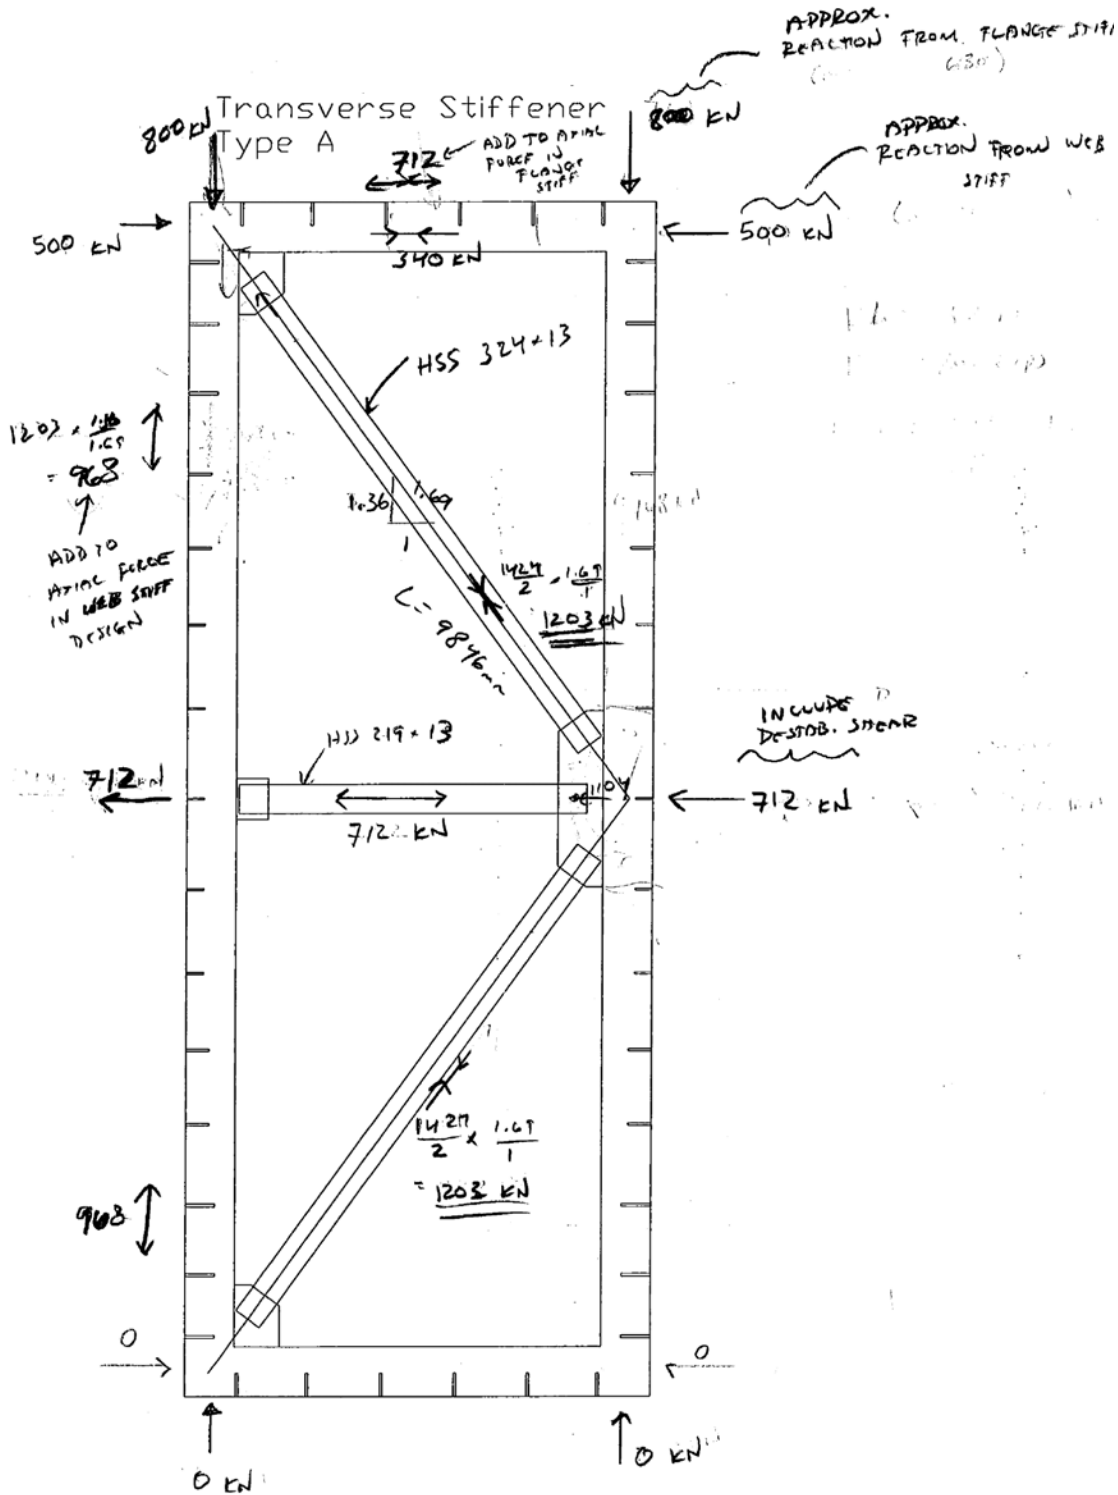 APPROX.
REACTION FROM FLANGE STIFF
Transverse Stiffener
Type A
800 KN
800 KN
712
ADD TO AXIAL
FORCE IN
FLANGE
STIFF
APPROX.
REACTION FROM WEB
STIFF
500 KN
500 KN
340 KN
HSS 324×13
1203 ×
1.69
= 968
ADD TO
AXIAL FORCE
IN WEB STIFF
DESIGN
1.36
1.69
1
1424
2
× 1.69
1
1203 KN
L = 9846mm
INCLUDE
DESTAB. SHEAR
HSS 219×13
712 KN
712 KN
712 KN
2
× 1.69
1
= 1203 KN
968
0
0
0 KN
0 KN